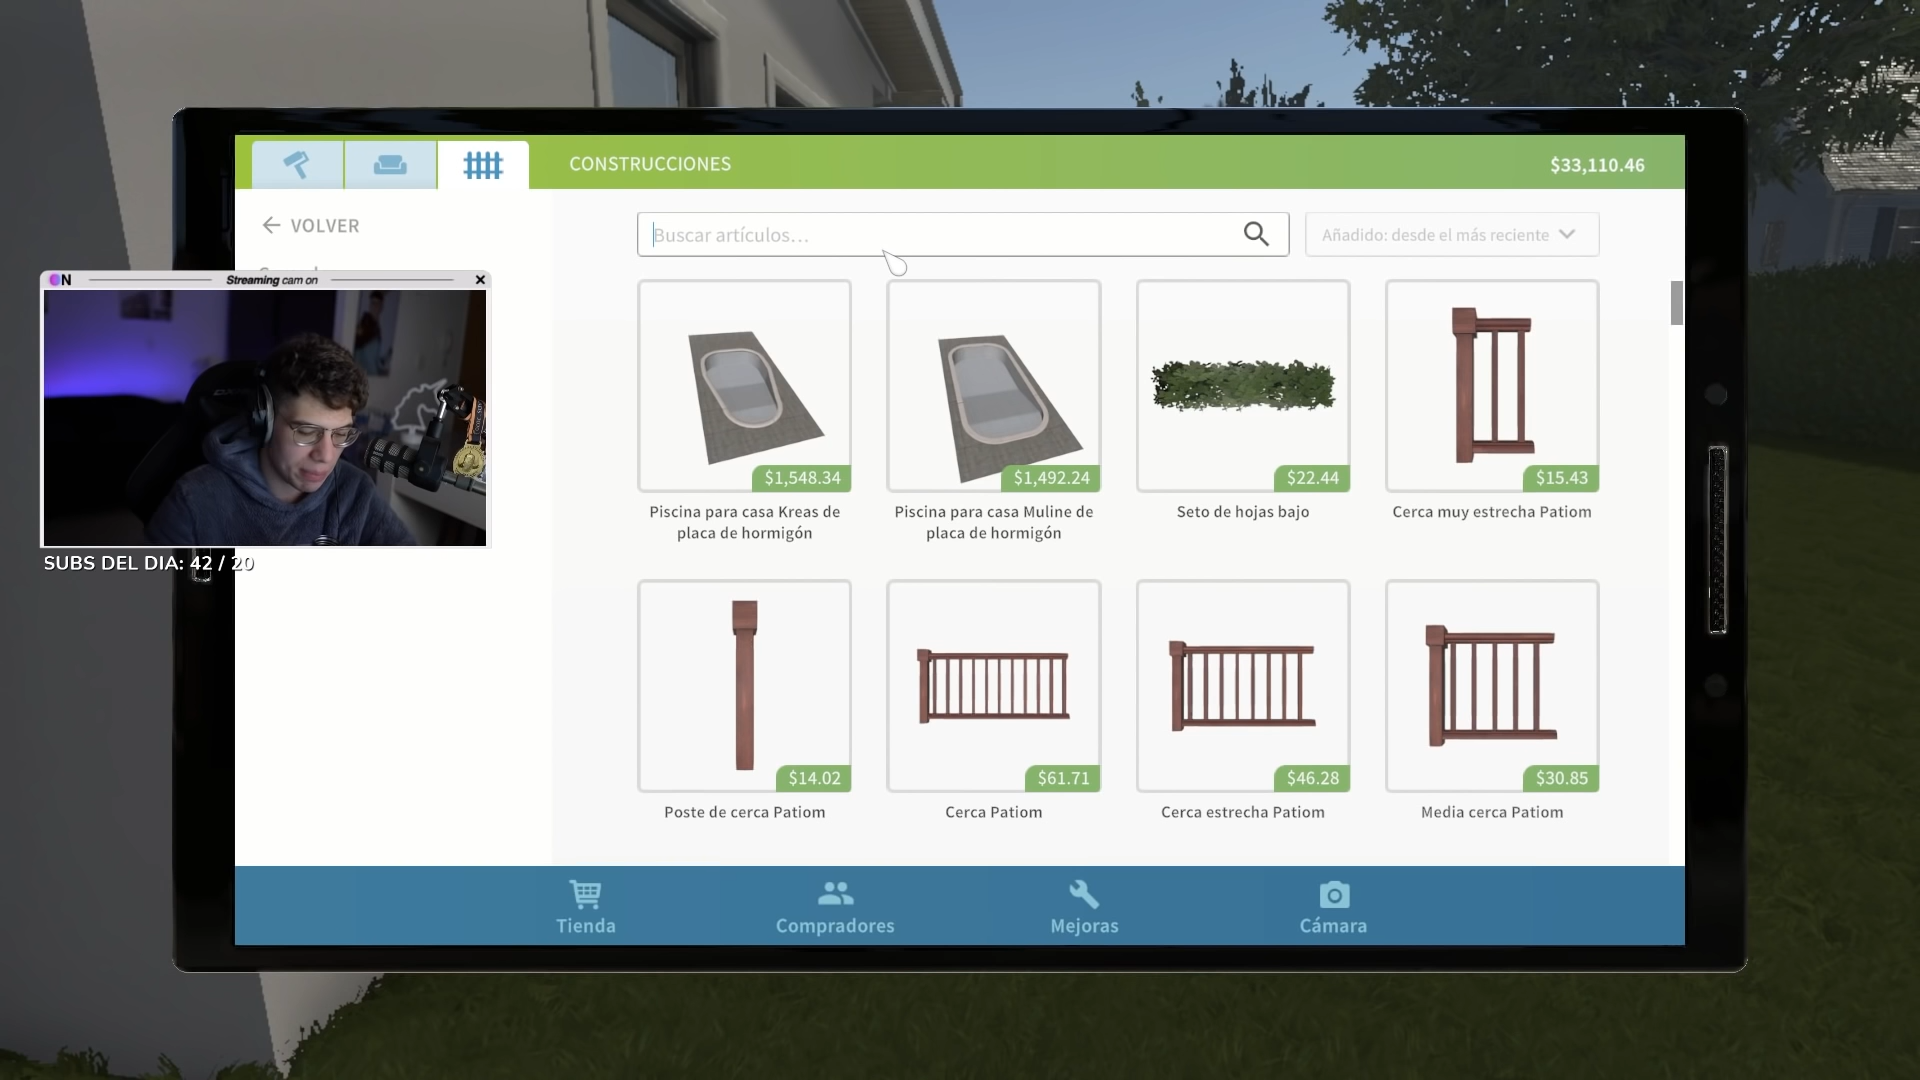 CONSTRUCCIONES
$33,110.46
VOLVER
Buscar artículos...
Añadido: desde el más reciente
ON
Streaming cam on
SUBS DEL DIA: 42 / 20
$1,548.34
$1,492.24
$22.44
$15.43
Piscina para casa Kreas de
placa de hormigón
Piscina para casa Muline de
placa de hormigón
Seto de hojas bajo
Cerca muy estrecha Patiom
$14.02
$61.71
$46.28
$30.85
Poste de cerca Patiom
Cerca Patiom
Cerca estrecha Patiom
Media cerca Patiom
Tienda
Compradores
Mejoras
Cámara